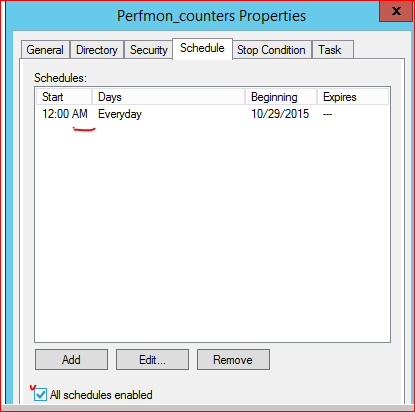 Perfmon_counters Properties
x
General Directory Security Schedule Stop Condition Task
Schedules:
Start Days Beginning Expires
12:00 AM Everyday 10/29/2015 ---
Add Edit... Remove
All schedules enabled